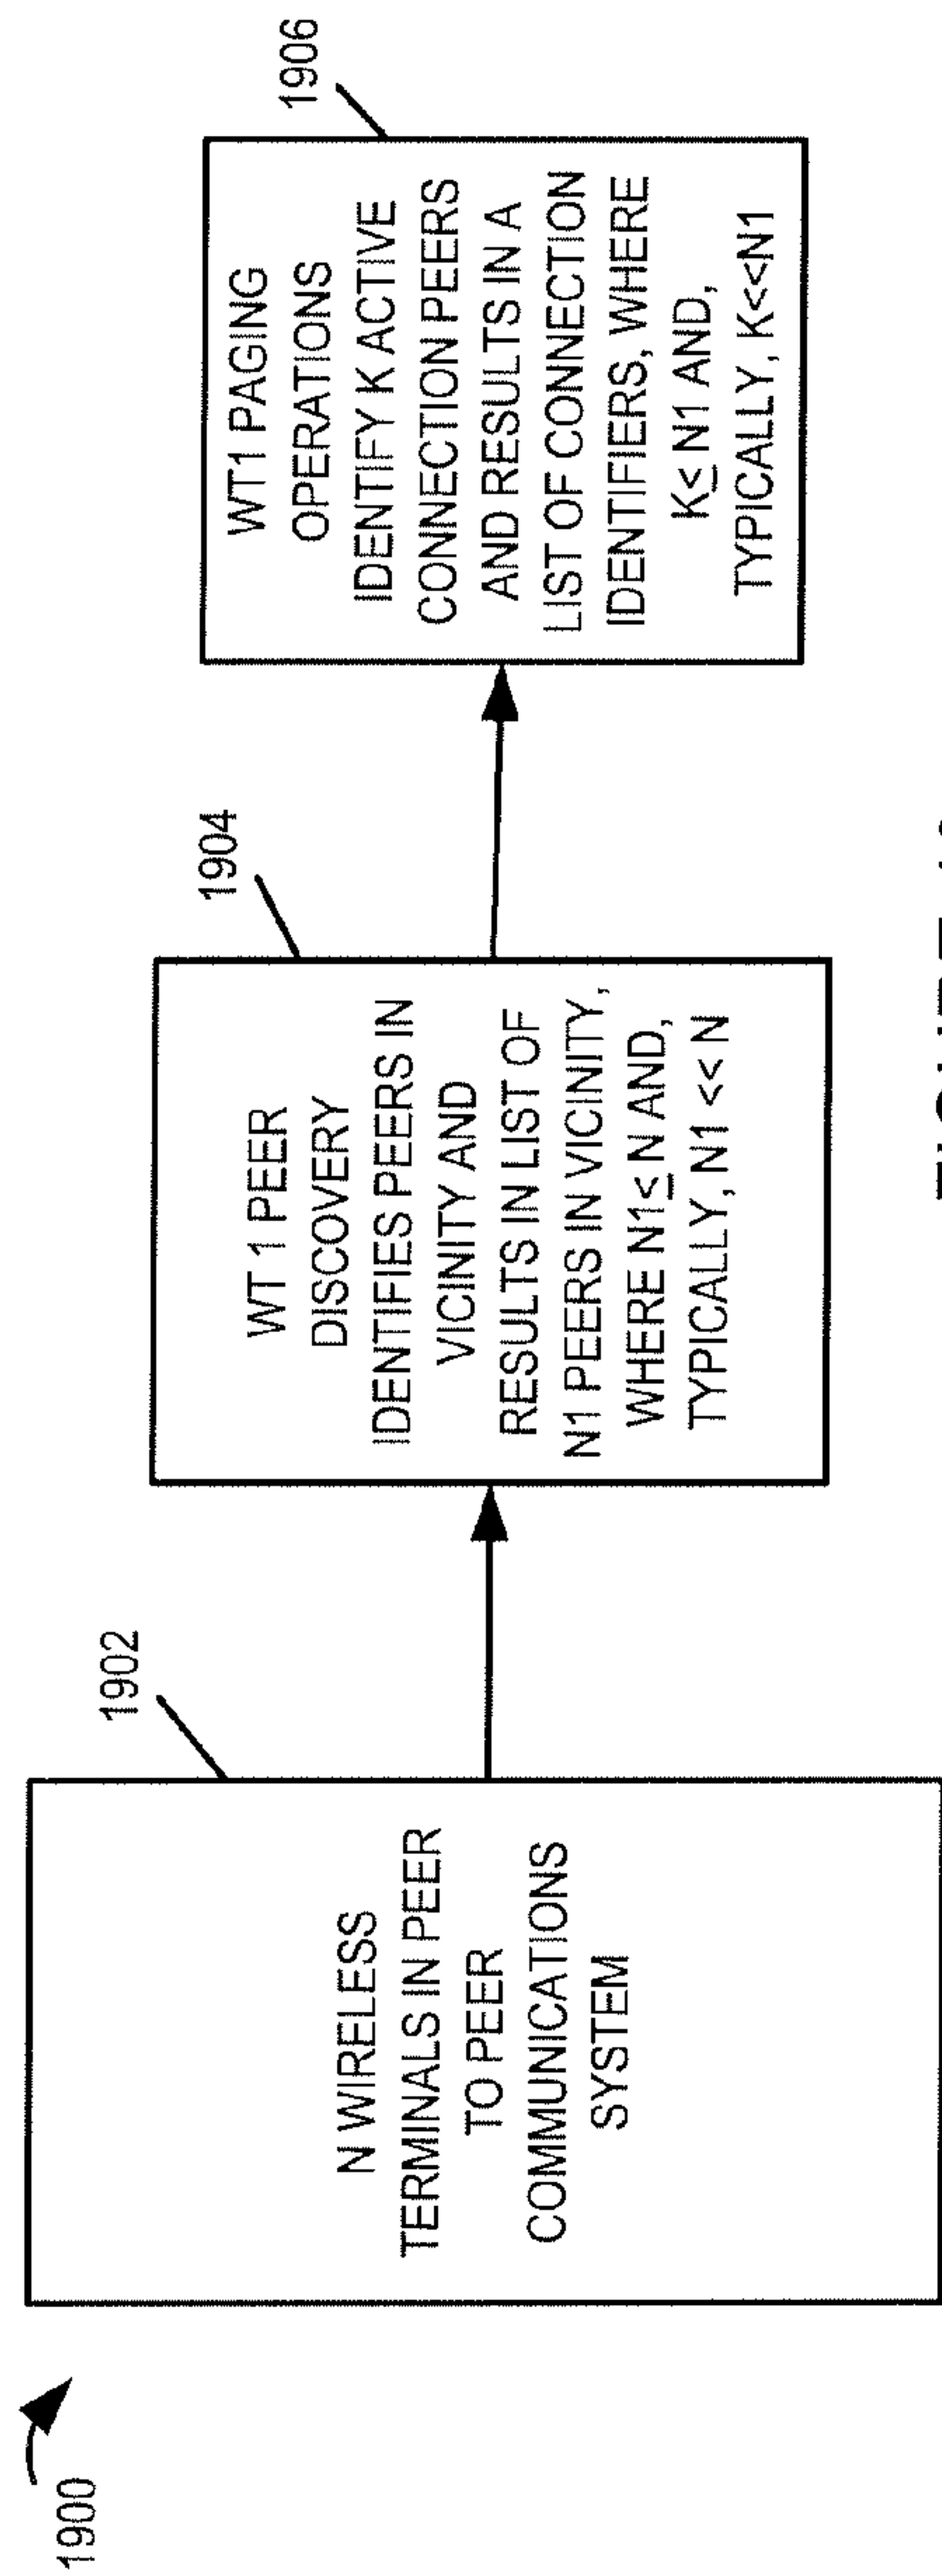 1900
1902
N WIRELESS
TERMINALS IN PEER
TO PEER
COMMUNICATIONS
SYSTEM
1904
WT 1 PEER
DISCOVERY
IDENTIFIES PEERS IN
VICINITY AND
RESULTS IN LIST OF
N1 PEERS IN VICINITY,
WHERE N1≤ N AND,
TYPICALLY, N1 << N
1906
WT1 PAGING
OPERATIONS
IDENTIFY K ACTIVE
CONNECTION PEERS
AND RESULTS IN A
LIST OF CONNECTION
IDENTIFIERS, WHERE
K≤ N1 AND,
TYPICALLY, K<<N1